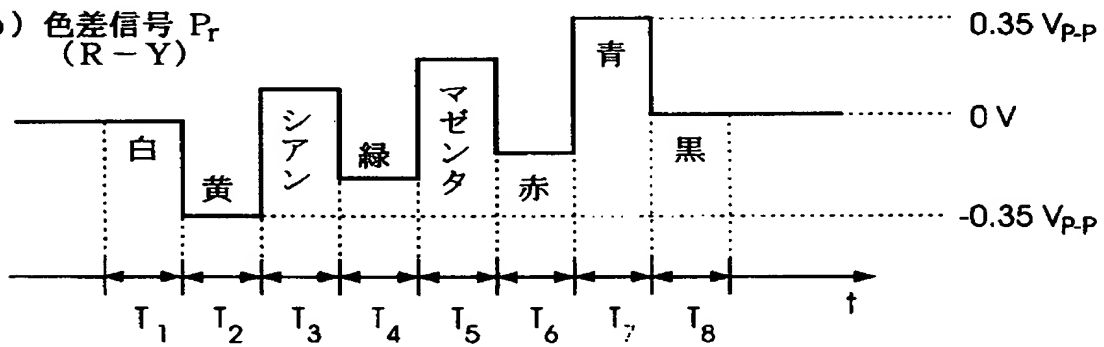 ) 色差信号 Pr
(R－Y)
0.35 VP-P
青
マゼンタ
シアン
0 V
白
緑
黒
黄
赤
-0.35 VP-P
t
T1 T2 T3 T4 T5 T6 T7 T8